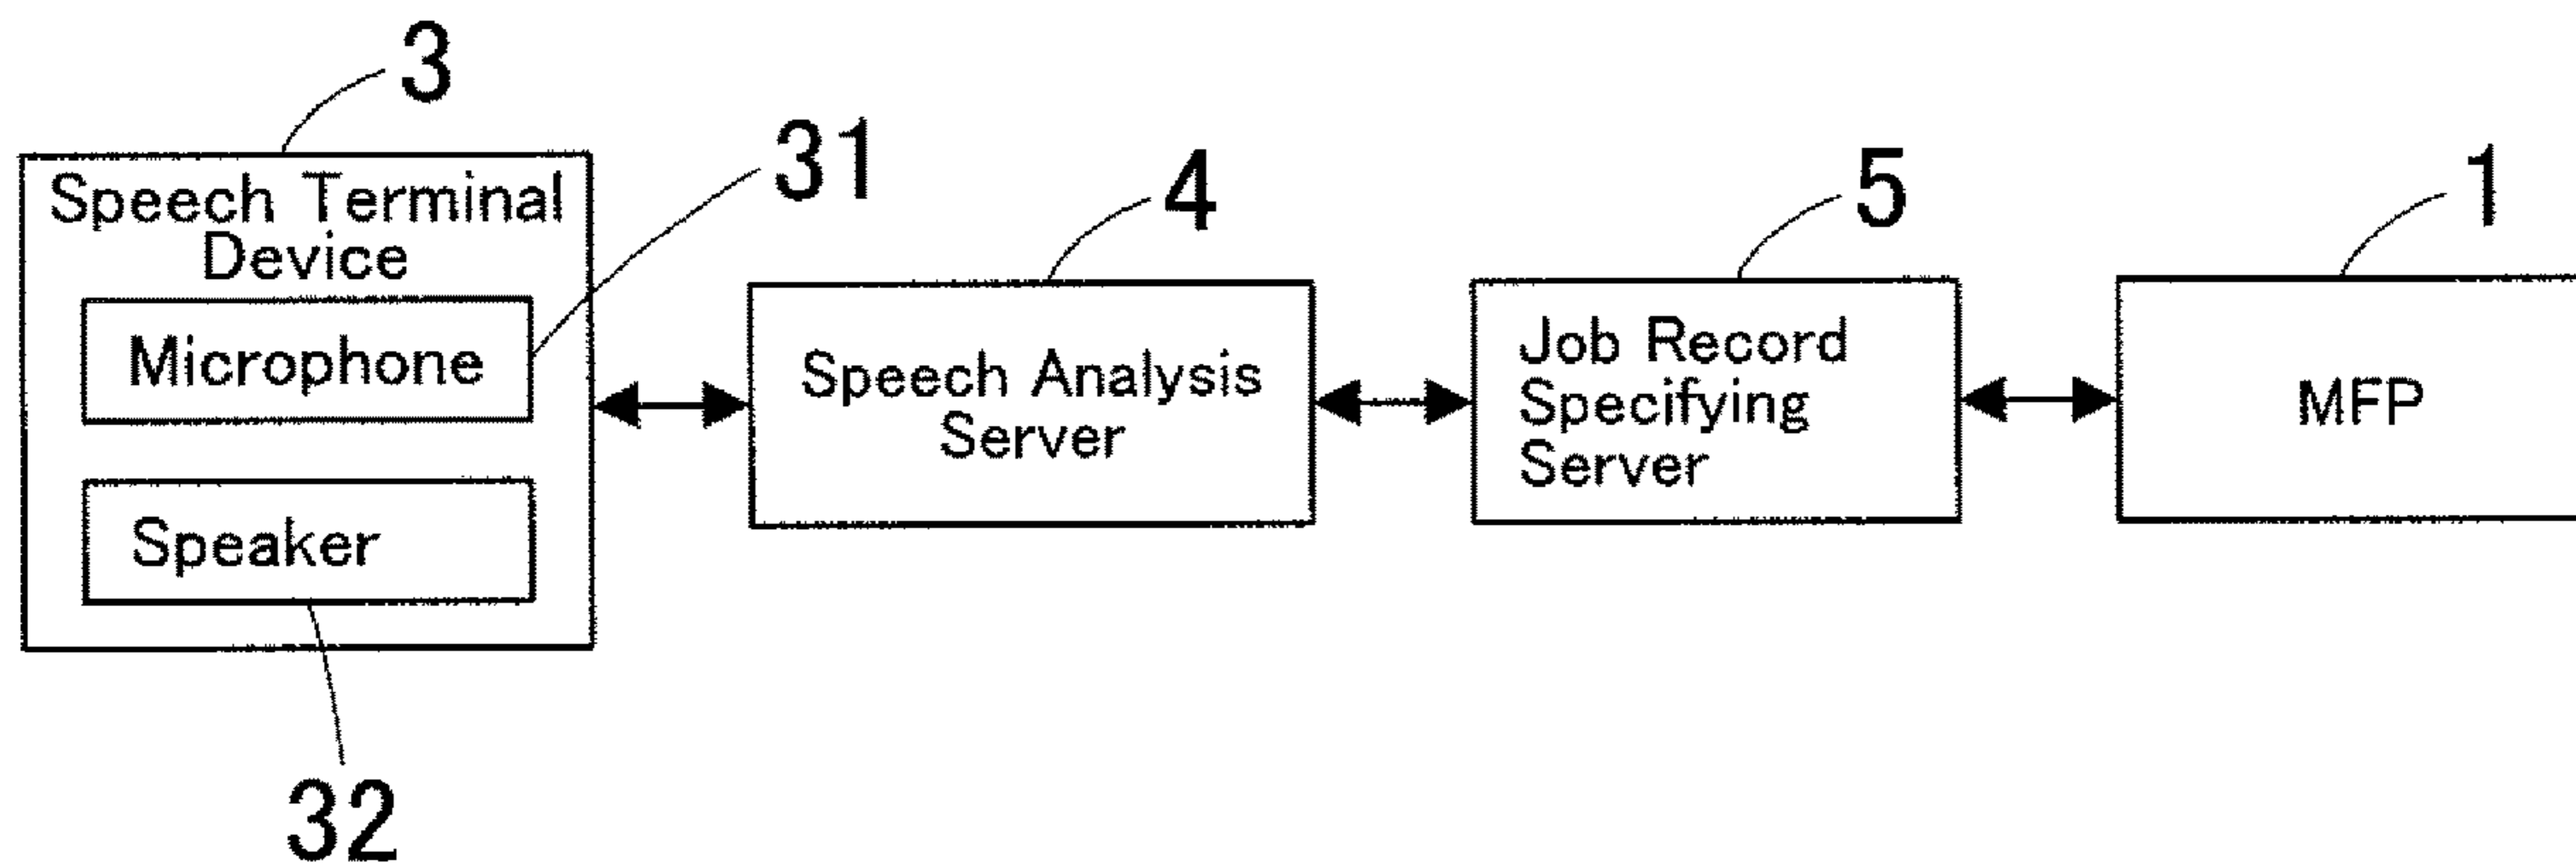 3
Speech Terminal
Device
31
Microphone
Speaker
32
4
Speech Analysis
Server
5
Job Record
Specifying
Server
1
MFP